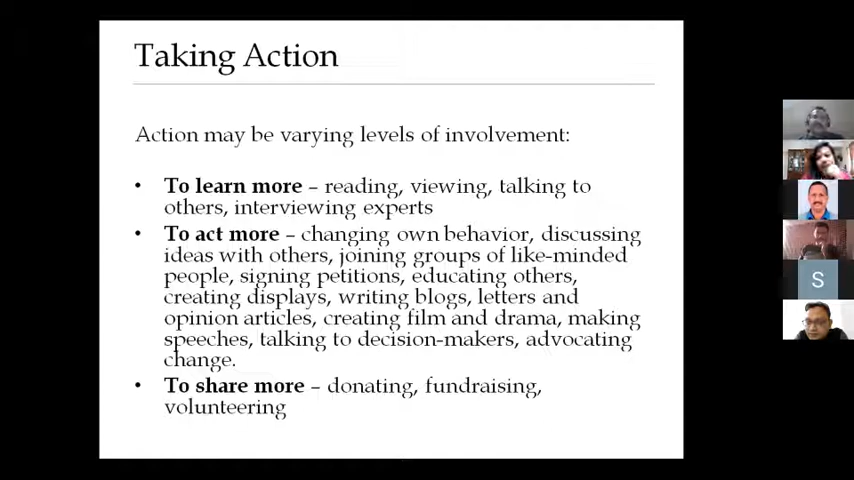 Taking Action
Action may be varying levels of involvement:
• To learn more – reading, viewing, talking to
others, interviewing experts
• To act more – changing own behavior, discussing
ideas with others, joining groups of like-minded
people, signing petitions, educating others,
creating displays, writing blogs, letters and
opinion articles, creating film and drama, making
speeches, talking to decision-makers, advocating
change.
• To share more – donating, fundraising,
volunteering
S